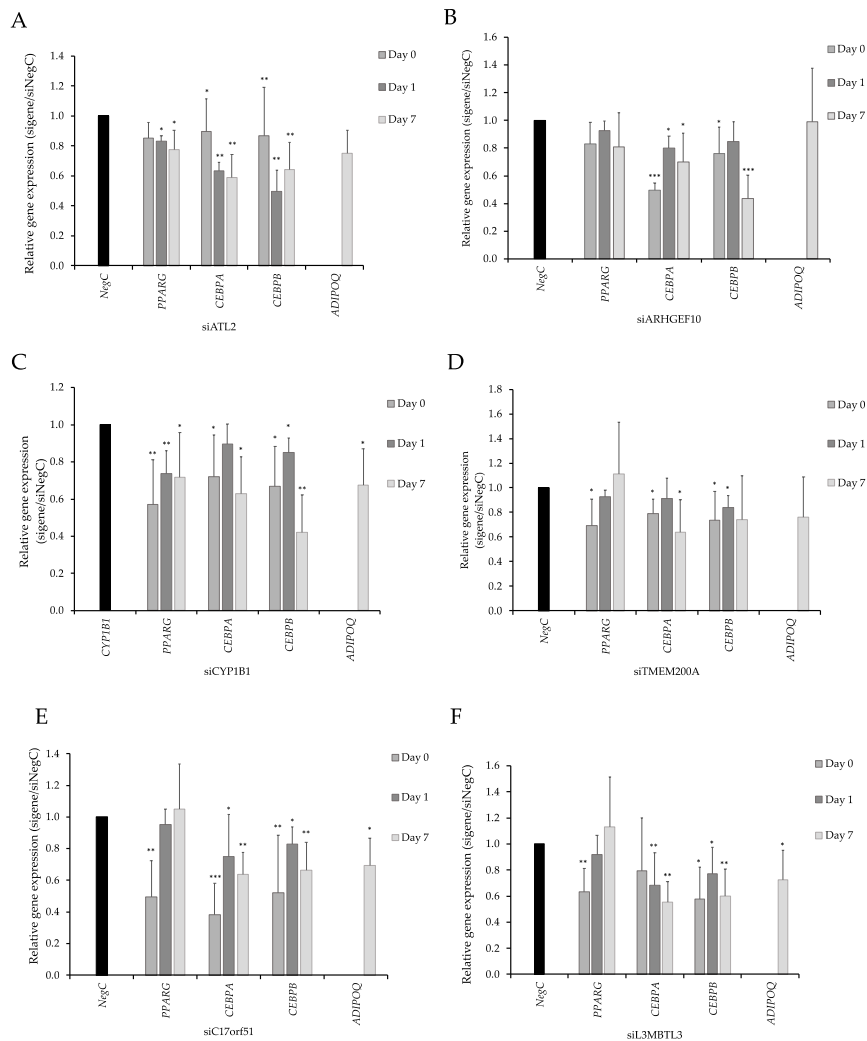 A
Relative gene expression (sigene/siNegC)
1.4
1.2
1.0
0.8
0.6
0.4
0.2
0.0
* * * ** ** ** ** **
Day 0
Day 1
Day 7
NegC PPARG CEBPA CEBPB ADIPOQ
siATL2
B
Relative gene expression (sigene/siNegC)
1.6
1.4
1.2
1.0
0.8
0.6
0.4
0.2
0.0
*** * * * ***
Day 0
Day 1
Day 7
NegC PPARG CEBPA CEBPB ADIPOQ
siARHGEF10
C
Relative gene expression
(sigene/siNegC)
1.2
1.0
0.8
0.6
0.4
0.2
0.0
** ** * * * * * ** *
Day 0
Day 1
Day 7
CYP1B1 PPARG CEBPA CEBPB ADIPOQ
siCYP1B1
D
Relative gene expression
(sigene/siNegC)
1.8
1.6
1.4
1.2
1.0
0.8
0.6
0.4
0.2
0.0
* * * * *
Day 0
Day 1
Day 7
NegC PPARG CEBPA CEBPB ADIPOQ
siTMEM200A
E
Relative gene expression (sigene/siNegC)
1.4
1.2
1.0
0.8
0.6
0.4
0.2
0.0
** *** * ** ** * ** *
Day 0
Day 1
Day 7
NegC PPARG CEBPA CEBPB ADIPOQ
siC17orf51
F
Relative gene expression (sigene/siNegC)
1.6
1.4
1.2
1.0
0.8
0.6
0.4
0.2
0.0
** ** ** * * ** *
Day 0
Day 1
Day 7
NegC PPARG CEBPA CEBPB ADIPOQ
siL3MBTL3